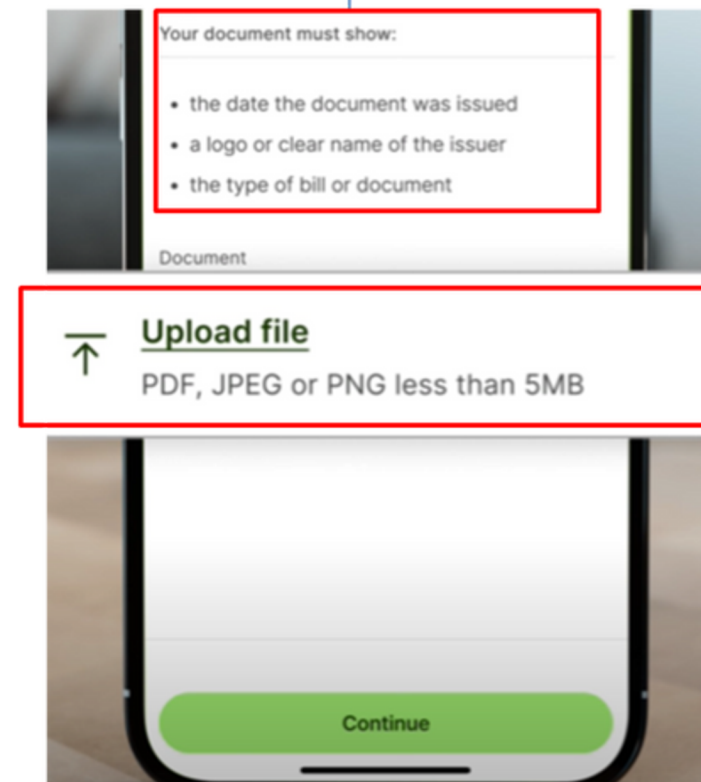 Your document must show:
• the date the document was issued
• a logo or clear name of the issuer
• the type of bill or document
Document
Upload file
PDF, JPEG or PNG less than 5MB
Continue